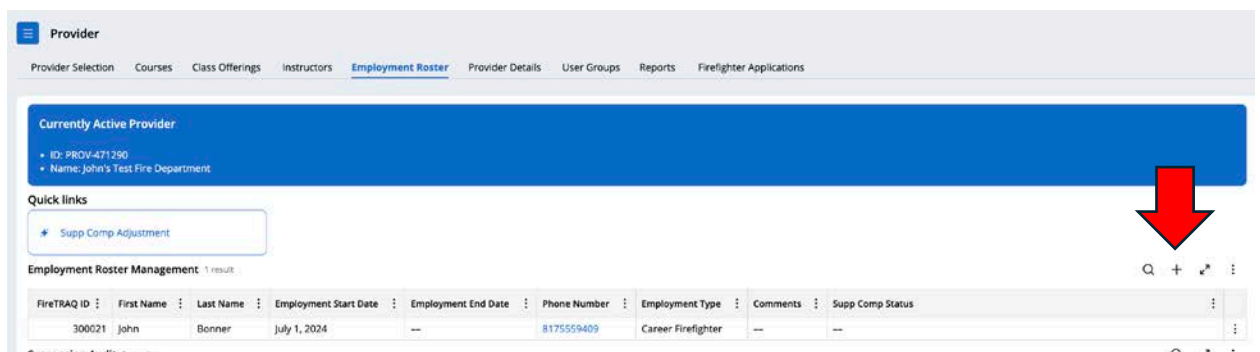 Provider
Provider Selection Courses Class Offerings Instructors Employment Roster Provider Details User Groups Reports Firefighter Applications
Currently Active Provider
• ID: PROV-471290
• Name: John's Test Fire Department
Quick links
Supp Comp Adjustment
Employment Roster Management 1 result
FireTRAQ ID First Name Last Name Employment Start Date Employment End Date Phone Number Employment Type Comments Supp Comp Status
300021 John Bonner July 1, 2024 — 8175559409 Career Firefighter — —